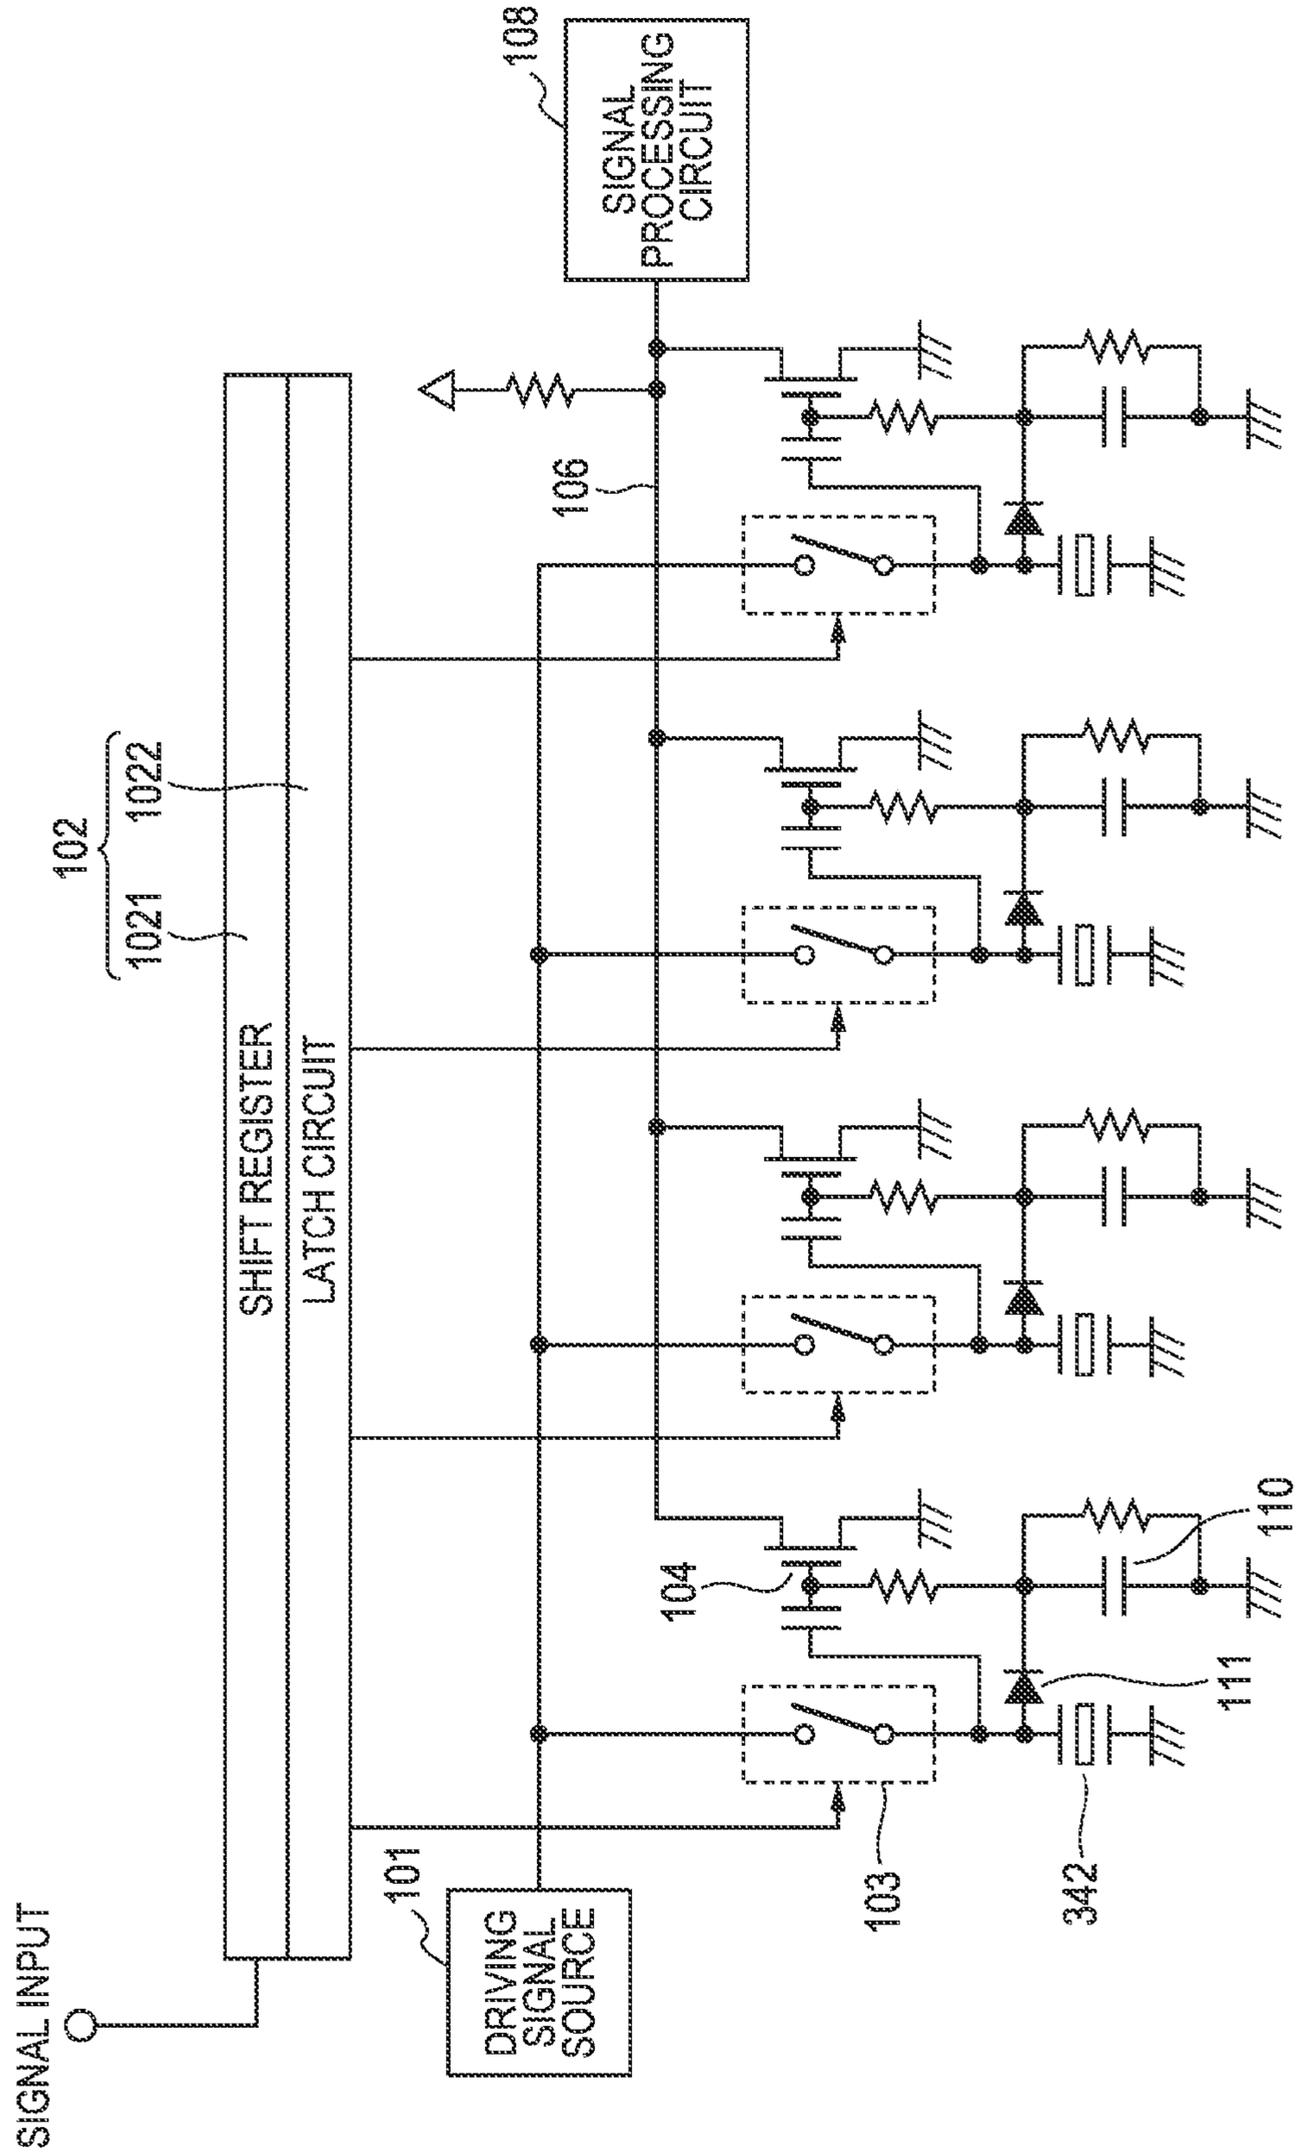 SIGNAL INPUT
102
1021
1022
SHIFT REGISTER
LATCH CIRCUIT
101
DRIVING
SIGNAL
SOURCE
106
108
SIGNAL
PROCESSING
CIRCUIT
104
103
342
111
110